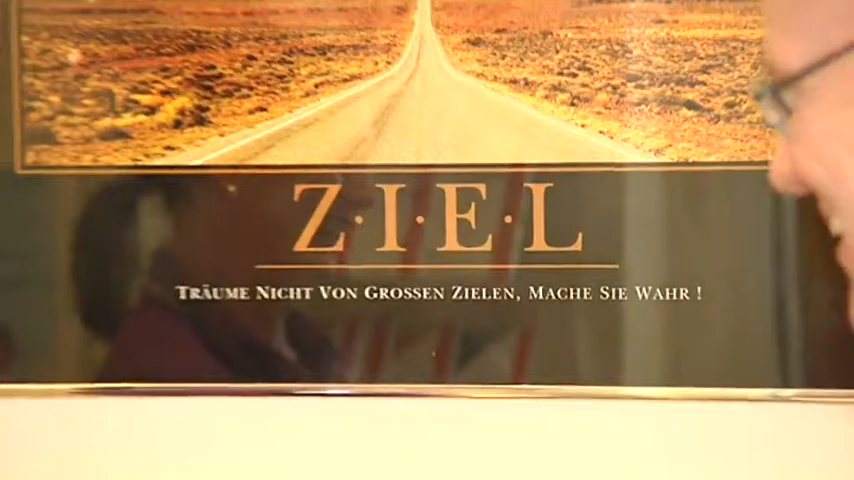 Z·I·E·L
TRÄUME NICHT VON GROSSEN ZIELEN, MACHE SIE WAHR !